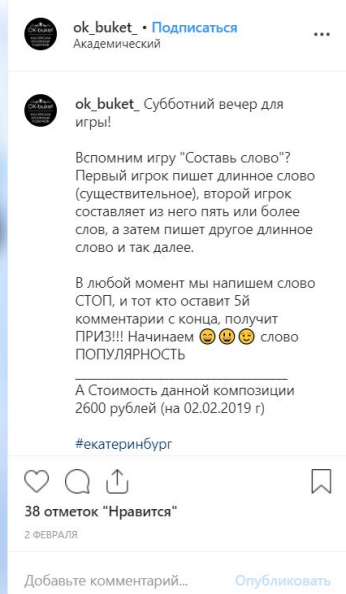 ok_buket_ • Подписаться
Академический
ok_buket_ Субботний вечер для
игры!
Вспомним игру "Составь слово"?
Первый игрок пишет длинное слово
(существительное), второй игрок
составляет из него пять или более
слов, а затем пишет другое длинное
слово и так далее.
В любой момент мы напишем слово
СТОП, и тот кто оставит 5й
комментарии с конца, получит
ПРИЗ!!! Начинаем 😄😃😉 слово
ПОПУЛЯРНОСТЬ
______________________________
А Стоимость данной композиции
2600 рублей (на 02.02.2019 г)
#екатеринбург
38 отметок "Нравится"
2 ФЕВРАЛЯ
Добавьте комментарий... Опубликовать